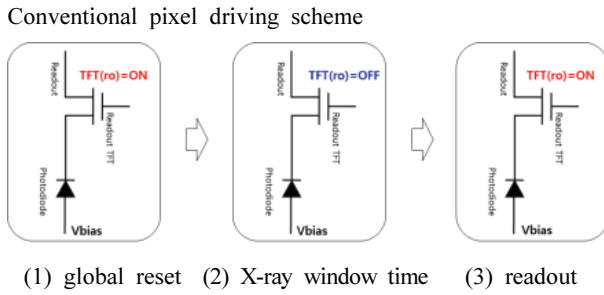 Conventional pixel driving scheme
Readout
TFT(ro)=ON
Readout TFT
Photodiode
Vbias
Readout
TFT(ro)=OFF
Readout TFT
Photodiode
Vbias
Readout
TFT(ro)=ON
Readout TFT
Photodiode
Vbias
(1) global reset (2) X-ray window time (3) readout